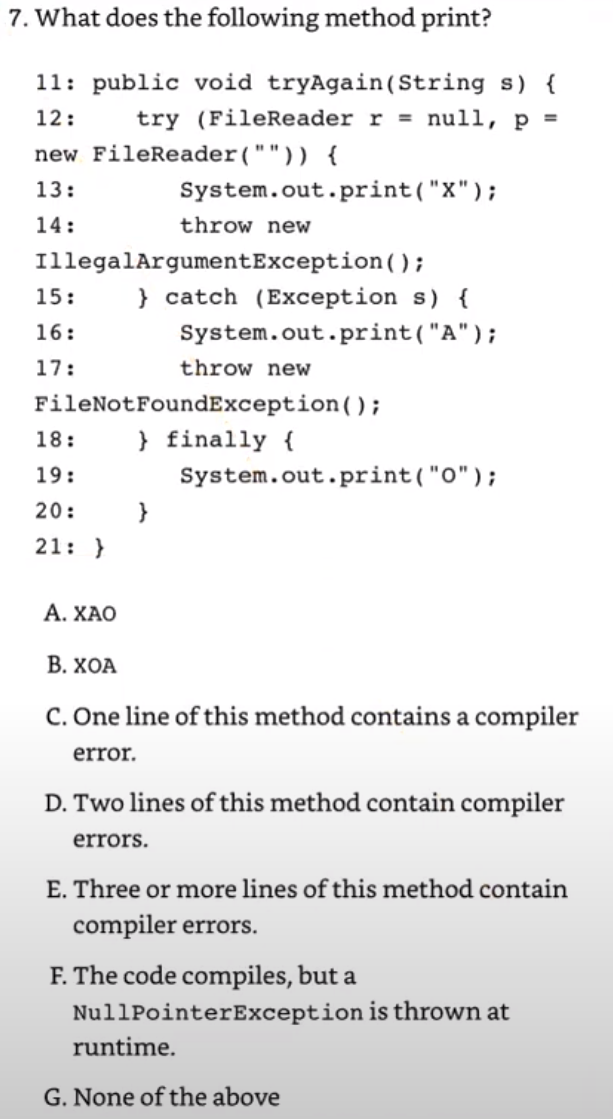 7. What does the following method print?
11: public void tryAgain(String s) {
12:    try (FileReader r = null, p =
new FileReader("")) {
13:       System.out.print("X");
14:       throw new
IllegalArgumentException();
15:    } catch (Exception s) {
16:       System.out.print("A");
17:       throw new
FileNotFoundException();
18:    } finally {
19:       System.out.print("O");
20:    }
21: }
A. XAO
B. XOA
C. One line of this method contains a compiler
error.
D. Two lines of this method contain compiler
errors.
E. Three or more lines of this method contain
compiler errors.
F. The code compiles, but a
NullPointerException is thrown at
runtime.
G. None of the above